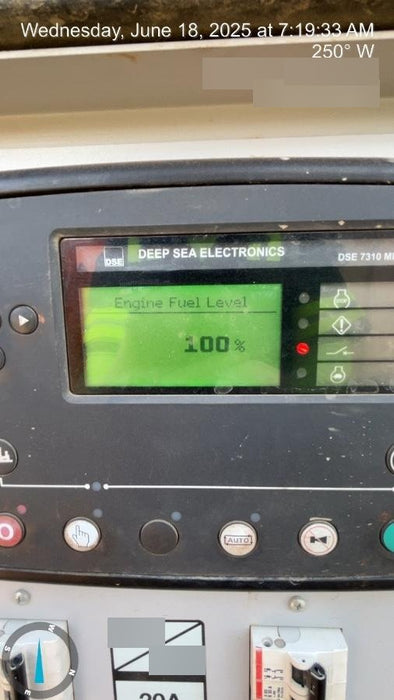 Wednesday, June 18, 2025 at 7:19:33 AM
250° W
DSE
DEEP SEA ELECTRONICS
DSE 7310
Engine Fuel Level
100 %
STOP
AUTO
W
S
N
E
20A